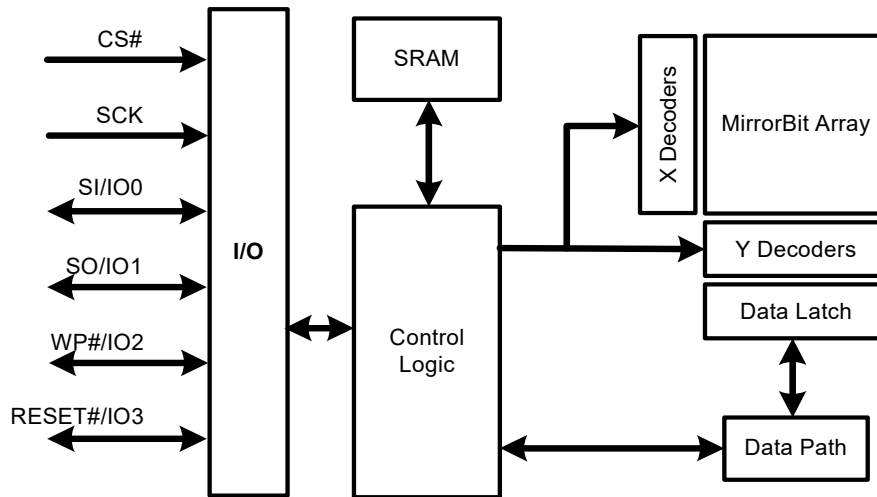 CS#
SCK
SI/IO0
SO/IO1
WP#/IO2
RESET#/IO3
I/O
SRAM
Control
Logic
X Decoders
MirrorBit Array
Y Decoders
Data Latch
Data Path